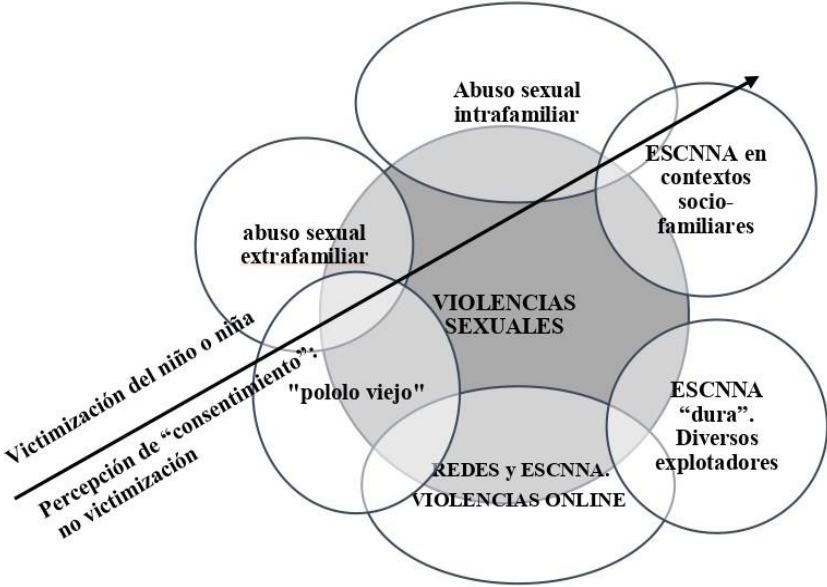 Abuso sexual
intrafamiliar
ESCNNA en
contextos
socio-
familiares
abuso sexual
extrafamiliar
VIOLENCIAS
SEXUALES
Victimización del niño o niña
Percepción de “consentimiento”:
no victimización
"pololo viejo"
ESCNNA
“dura”.
Diversos
explotadores
REDES y ESCNNA.
VIOLENCIAS ONLINE